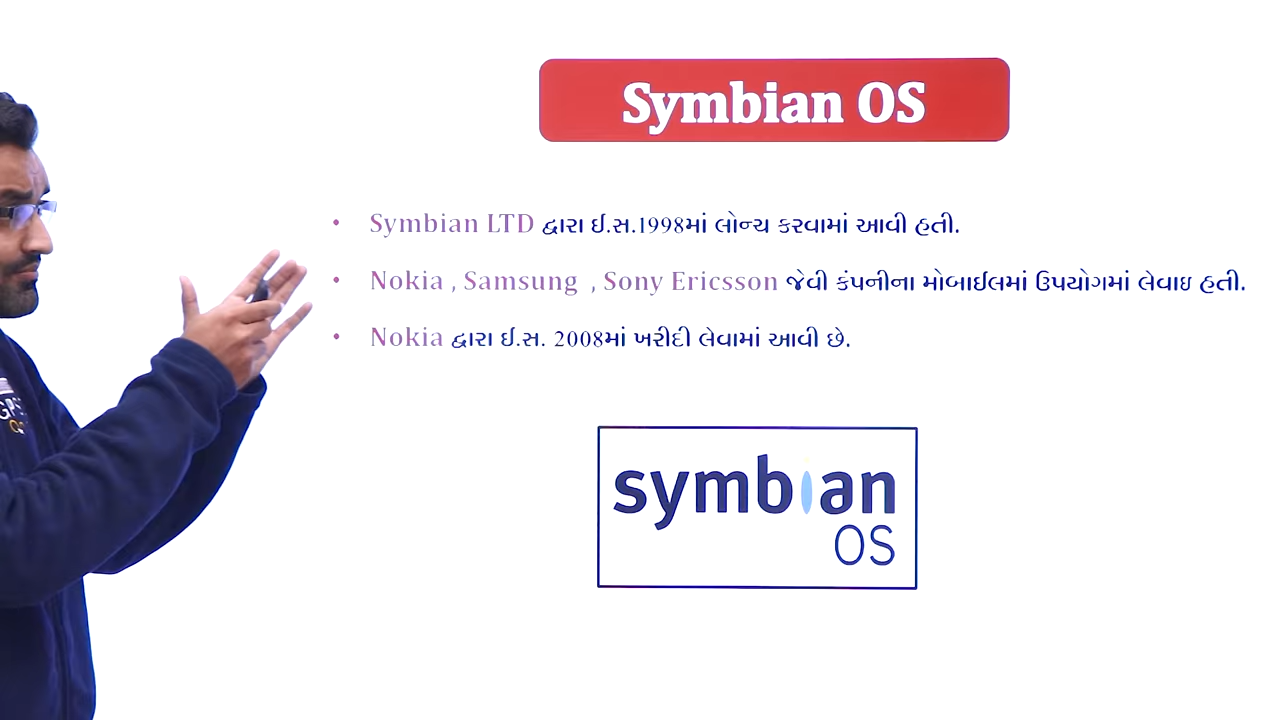 Symbian OS
• Symbian LTD દ્વારા ઈ.સ.1998માં લોન્ચ કરવામાં આવી હતી.
• Nokia , Samsung , Sony Ericsson જેવી કંપનીના મોબાઈલમાં ઉપયોગમાં લેવાઇ હતી.
• Nokia દ્વારા ઈ.સ. 2008માં ખરીદી લેવામાં આવી છે.
symbian
OS